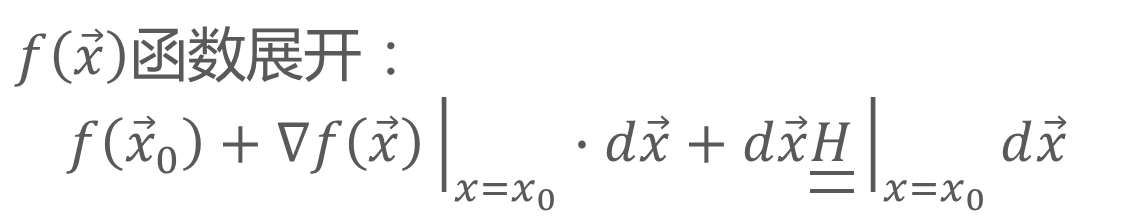 f(x⃗)函数展开：
f(x⃗₀) + ∇f(x⃗)|ₓ₌ₓ₀ · dx⃗ + dx⃗H̳|ₓ₌ₓ₀ dx⃗